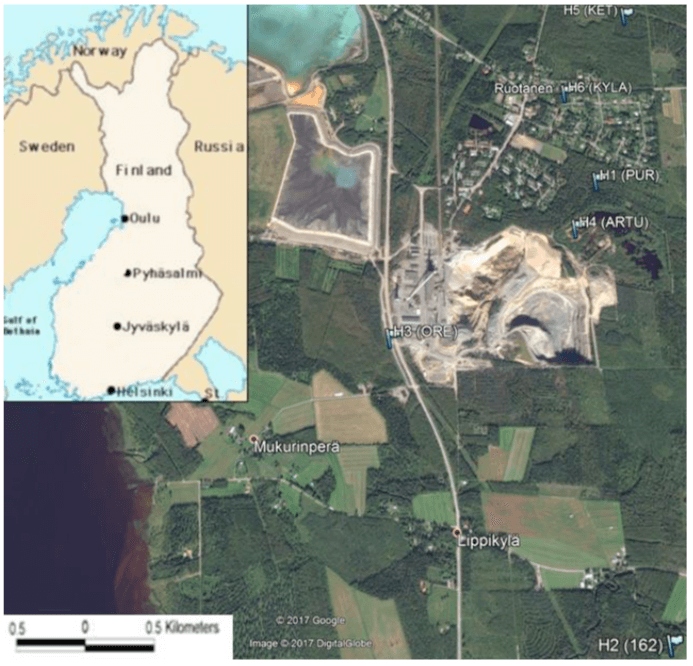 H5 (KET)
Norway
Ruotanen
H6 (KYLA)
Sweden
Russia
Finland
H1 (PUR)
Oulu
H4 (ARTU)
Pyhäsalmi
Gulf of
Bothnia
Jyväskylä
H3 (ORE)
Helsinki
St
Mukurinperä
Lippikylä
© 2017 Google
0.5 0 0.5 Kilometers
Image © 2017 DigitalGlobe
H2 (162)